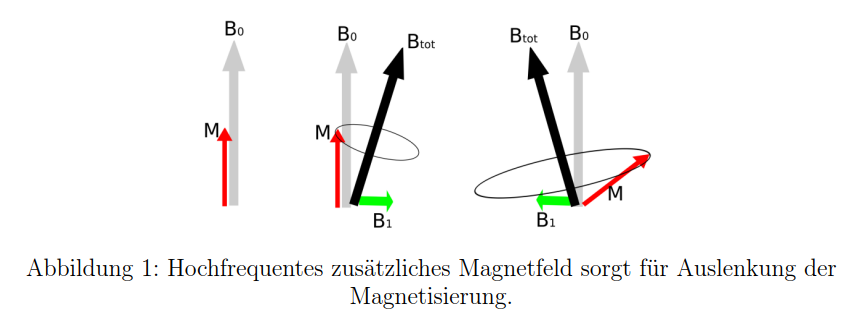 B₀
M
B₀
Btot
M
B₁
Btot
B₀
M
B₁
Abbildung 1: Hochfrequentes zusätzliches Magnetfeld sorgt für Auslenkung der
Magnetisierung.